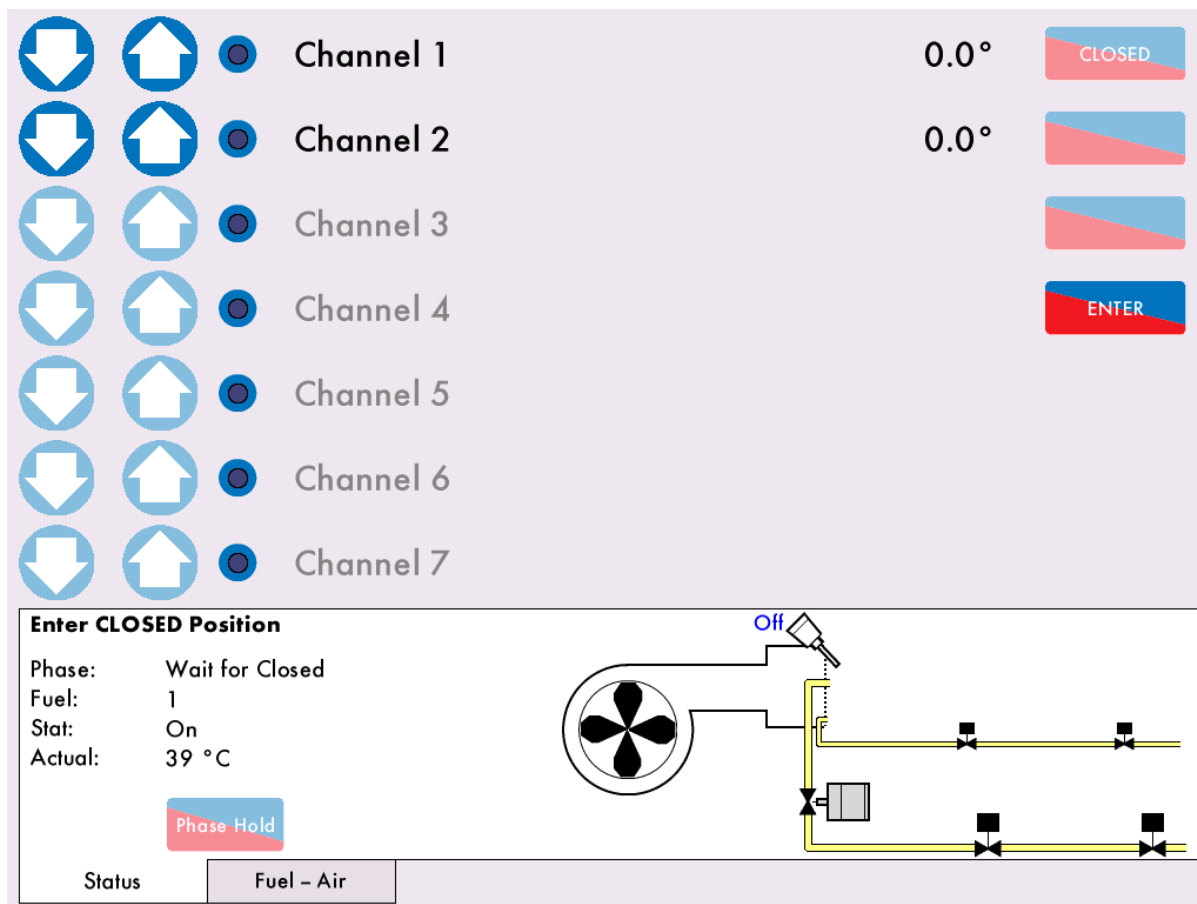 Channel 1 0.0° CLOSED
Channel 2 0.0°
Channel 3
Channel 4 ENTER
Channel 5
Channel 6
Channel 7
Enter CLOSED Position
Off
Phase: Wait for Closed
Fuel: 1
Stat: On
Actual: 39 °C
Phase Hold
Status Fuel – Air